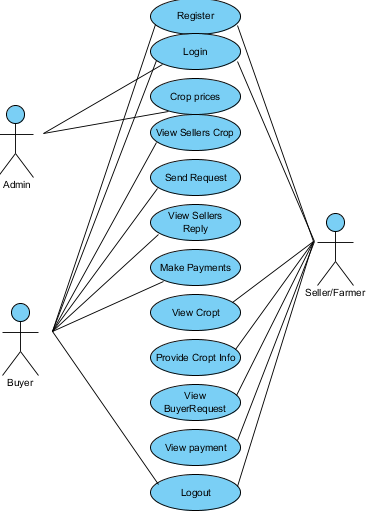 Register
Login
Crop prices
View Sellers Crop
Admin
Send Request
View Sellers
Reply
Make Payments
Seller/Farmer
View Cropt
Provide Cropt Info
Buyer
View
BuyerRequest
View payment
Logout